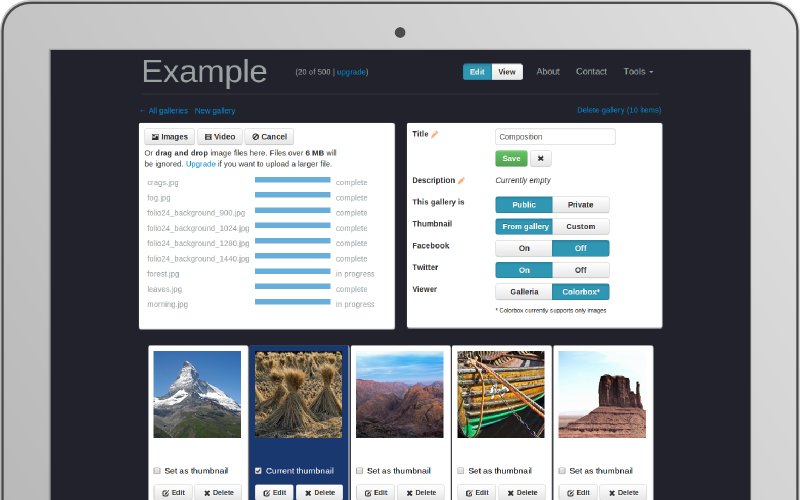 Example
(20 of 500 | upgrade)
Edit View About Contact Tools
← All galleries New gallery
Delete gallery (10 items)
Images Video Cancel
Or drag and drop image files here. Files over 6 MB will
be ignored. Upgrade if you want to upload a larger file.
crags.jpg complete
fog.jpg complete
folio24_background_900.jpg complete
folio24_background_1024.jpg complete
folio24_background_1280.jpg complete
folio24_background_1440.jpg complete
forest.jpg in progress
leaves.jpg complete
morning.jpg in progress
Title Composition
Save ✖
Description Currently empty
This gallery is Public Private
Thumbnail From gallery Custom
Facebook On Off
Twitter On Off
Viewer Galleria Colorbox*
* Colorbox currently supports only images
Set as thumbnail Current thumbnail Set as thumbnail Set as thumbnail Set as thumbnail
Edit Delete Edit Delete Edit Delete Edit Delete Edit Delete